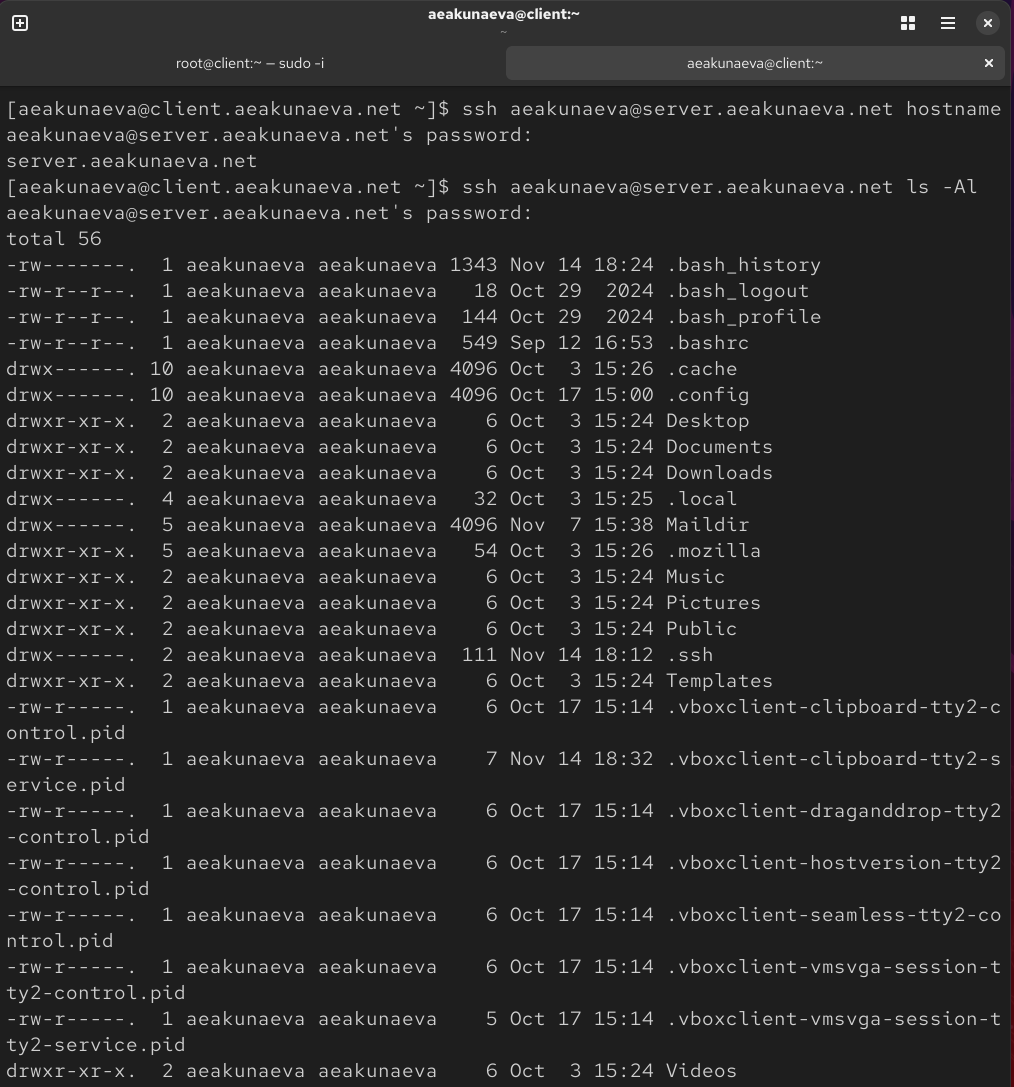 aeakunaeva@client:~
~
root@client:~ — sudo -i
aeakunaeva@client:~
[aeakunaeva@client.aeakunaeva.net ~]$ ssh aeakunaeva@server.aeakunaeva.net hostname
aeakunaeva@server.aeakunaeva.net's password:
server.aeakunaeva.net
[aeakunaeva@client.aeakunaeva.net ~]$ ssh aeakunaeva@server.aeakunaeva.net ls -Al
aeakunaeva@server.aeakunaeva.net's password:
total 56
-rw-------.  1 aeakunaeva aeakunaeva 1343 Nov 14 18:24 .bash_history
-rw-r--r--.  1 aeakunaeva aeakunaeva   18 Oct 29  2024 .bash_logout
-rw-r--r--.  1 aeakunaeva aeakunaeva  144 Oct 29  2024 .bash_profile
-rw-r--r--.  1 aeakunaeva aeakunaeva  549 Sep 12 16:53 .bashrc
drwx------. 10 aeakunaeva aeakunaeva 4096 Oct  3 15:26 .cache
drwx------. 10 aeakunaeva aeakunaeva 4096 Oct 17 15:00 .config
drwxr-xr-x.  2 aeakunaeva aeakunaeva    6 Oct  3 15:24 Desktop
drwxr-xr-x.  2 aeakunaeva aeakunaeva    6 Oct  3 15:24 Documents
drwxr-xr-x.  2 aeakunaeva aeakunaeva    6 Oct  3 15:24 Downloads
drwx------.  4 aeakunaeva aeakunaeva   32 Oct  3 15:25 .local
drwx------.  5 aeakunaeva aeakunaeva 4096 Nov  7 15:38 Maildir
drwxr-xr-x.  5 aeakunaeva aeakunaeva   54 Oct  3 15:26 .mozilla
drwxr-xr-x.  2 aeakunaeva aeakunaeva    6 Oct  3 15:24 Music
drwxr-xr-x.  2 aeakunaeva aeakunaeva    6 Oct  3 15:24 Pictures
drwxr-xr-x.  2 aeakunaeva aeakunaeva    6 Oct  3 15:24 Public
drwx------.  2 aeakunaeva aeakunaeva  111 Nov 14 18:12 .ssh
drwxr-xr-x.  2 aeakunaeva aeakunaeva    6 Oct  3 15:24 Templates
-rw-r-----.  1 aeakunaeva aeakunaeva    6 Oct 17 15:14 .vboxclient-clipboard-tty2-c
ontrol.pid
-rw-r-----.  1 aeakunaeva aeakunaeva    7 Nov 14 18:32 .vboxclient-clipboard-tty2-s
ervice.pid
-rw-r-----.  1 aeakunaeva aeakunaeva    6 Oct 17 15:14 .vboxclient-draganddrop-tty2
-control.pid
-rw-r-----.  1 aeakunaeva aeakunaeva    6 Oct 17 15:14 .vboxclient-hostversion-tty2
-control.pid
-rw-r-----.  1 aeakunaeva aeakunaeva    6 Oct 17 15:14 .vboxclient-seamless-tty2-co
ntrol.pid
-rw-r-----.  1 aeakunaeva aeakunaeva    6 Oct 17 15:14 .vboxclient-vmsvga-session-t
ty2-control.pid
-rw-r-----.  1 aeakunaeva aeakunaeva    5 Oct 17 15:14 .vboxclient-vmsvga-session-t
ty2-service.pid
drwxr-xr-x.  2 aeakunaeva aeakunaeva    6 Oct  3 15:24 Videos